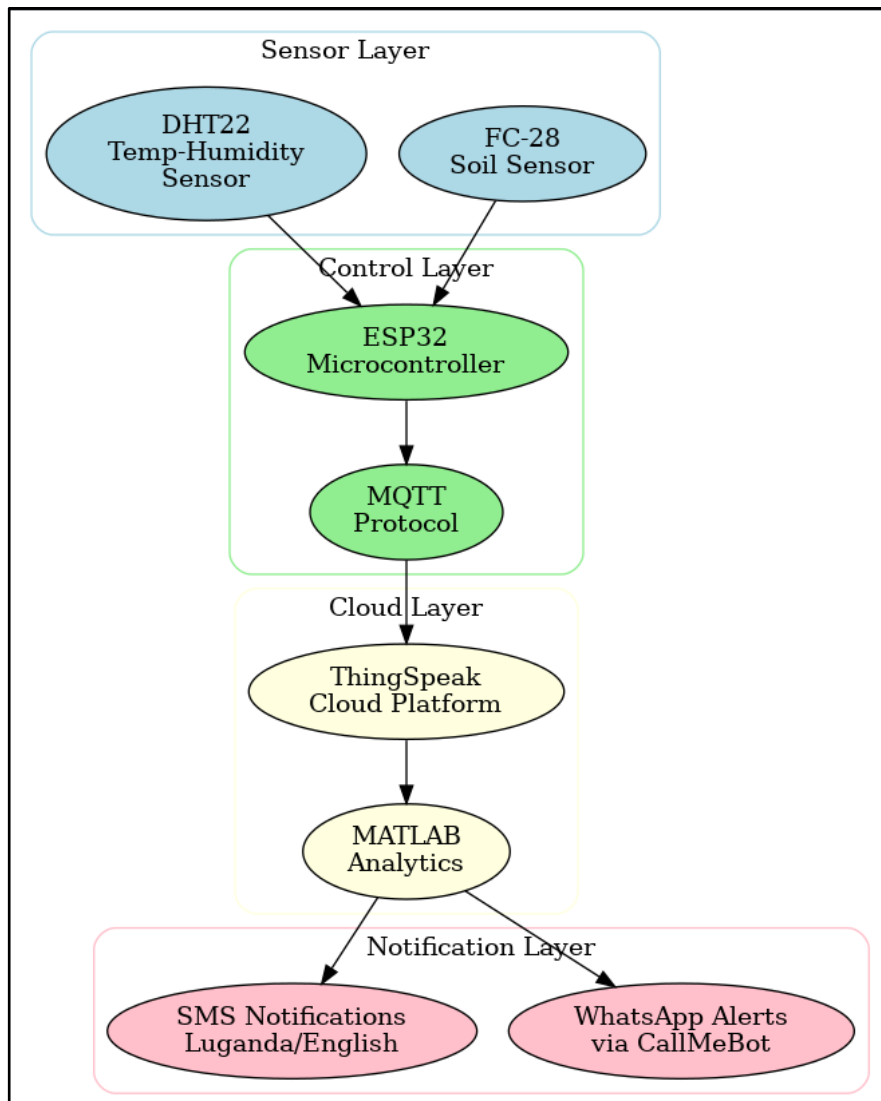 Sensor Layer
DHT22
Temp-Humidity
Sensor
FC-28
Soil Sensor
Control Layer
ESP32
Microcontroller
MQTT
Protocol
Cloud Layer
ThingSpeak
Cloud Platform
MATLAB
Analytics
Notification Layer
SMS Notifications
Luganda/English
WhatsApp Alerts
via CallMeBot